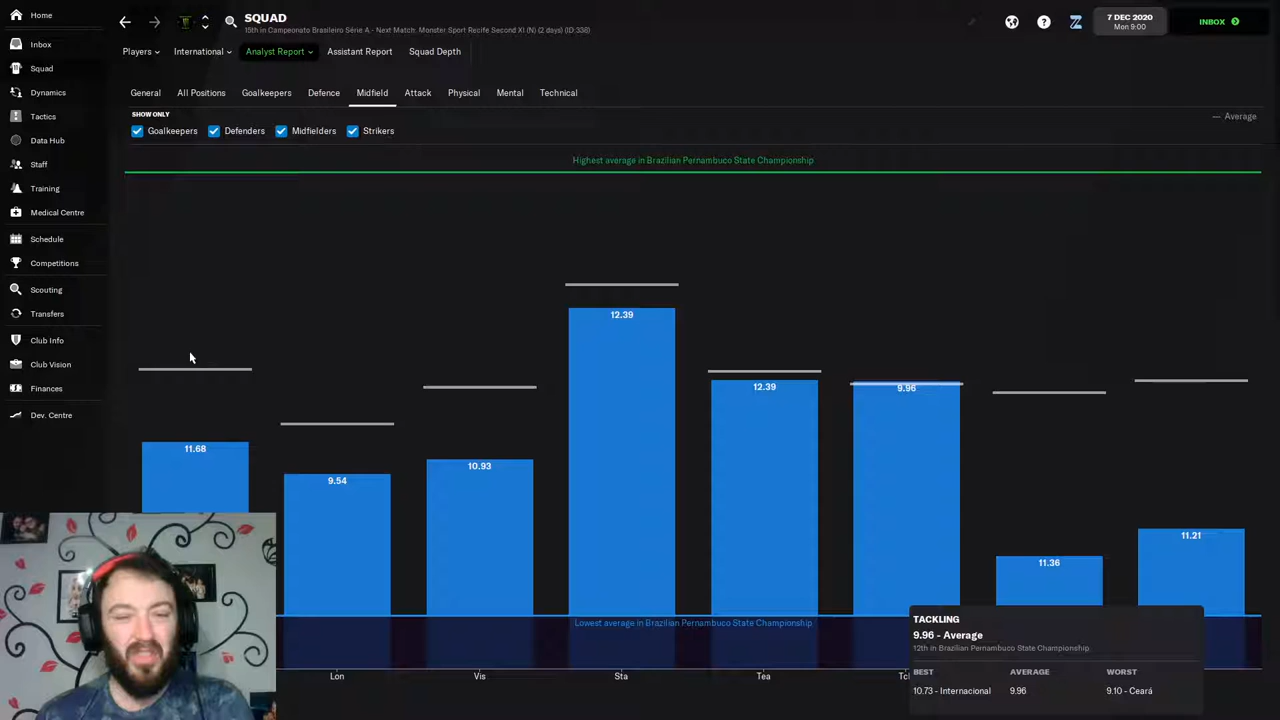 Home
Inbox
Squad
Dynamics
Tactics
Data Hub
Staff
Training
Medical Centre
Schedule
Competitions
Scouting
Transfers
Club Info
Club Vision
Finances
Dev. Centre
SQUAD
15th in Campeonato Brasileiro Série A - Next Match: Monster Sport Recife Second XI (N) (2 days) (ID:336)
7 DEC 2020
Mon 9:00
INBOX
Players
International
Analyst Report
Assistant Report
Squad Depth
General
All Positions
Goalkeepers
Defence
Midfield
Attack
Physical
Mental
Technical
SHOW ONLY
Goalkeepers
Defenders
Midfielders
Strikers
Average
Highest average in Brazilian Pernambuco State Championship
11.68
9.54
10.93
12.39
12.39
9.96
11.36
11.21
Lowest average in Brazilian Pernambuco State Championship
Lon
Vis
Sta
Tea
TACKLING
9.96 - Average
12th in Brazilian Pernambuco State Championship
BEST AVERAGE WORST
10.73 - Internacional 9.96 9.10 - Ceará